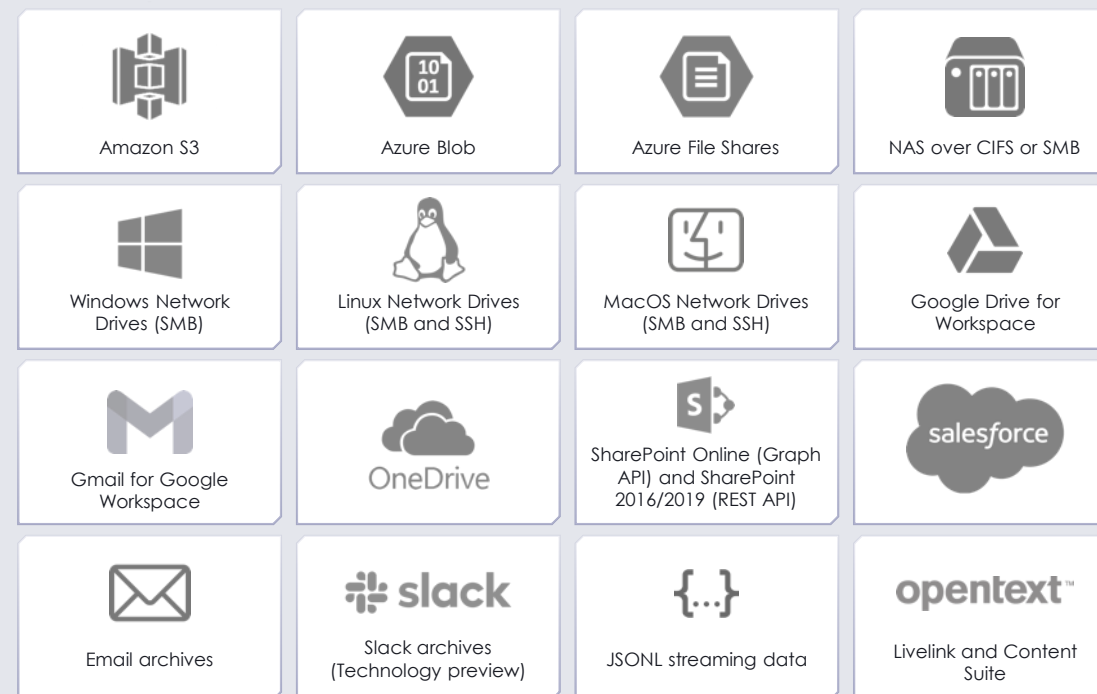 10
01
Amazon S3
Azure Blob
Azure File Shares
NAS over CIFS or SMB
Windows Network
Drives (SMB)
Linux Network Drives
(SMB and SSH)
MacOS Network Drives
(SMB and SSH)
Google Drive for
Workspace
Gmail for Google
Workspace
OneDrive
S
SharePoint Online (Graph
API) and SharePoint
2016/2019 (REST API)
salesforce
Email archives
slack
Slack archives
(Technology preview)
{...}
JSONL streaming data
opentext™
Livelink and Content
Suite